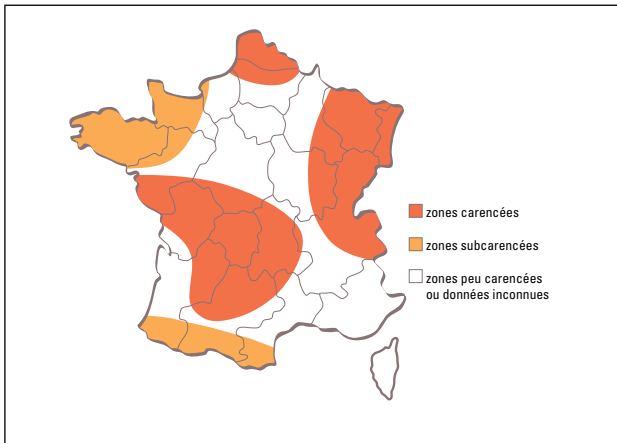 zones carencées
zones subcarencées
zones peu carencées
ou données inconnues